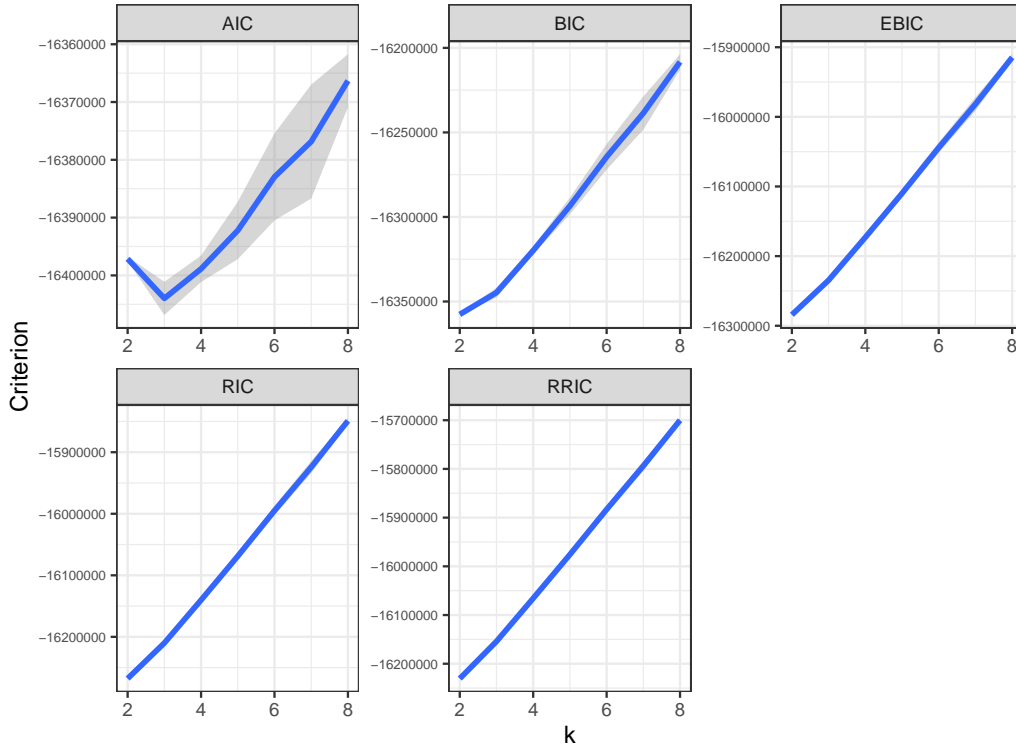 AIC
BIC
EBIC
−16360000
−16370000
−16380000
−16390000
−16400000
−16200000
−16250000
−16300000
−16350000
−15900000
−16000000
−16100000
−16200000
−16300000
2 4 6 8
2 4 6 8
2 4 6 8
Criterion
RIC
RRIC
−15900000
−16000000
−16100000
−16200000
−15700000
−15800000
−15900000
−16000000
−16100000
−16200000
2 4 6 8
2 4 6 8
k